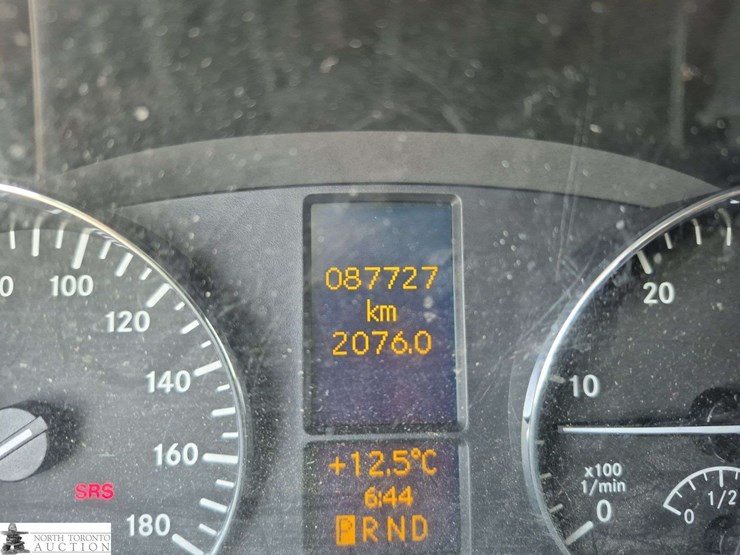 087727
km
2076.0
+12.5°C
6:44
PRND
0
100
120
140
160
180
SRS
20
10
0
x100
1/min
0
1/2
NORTH TORONTO
AUCTION